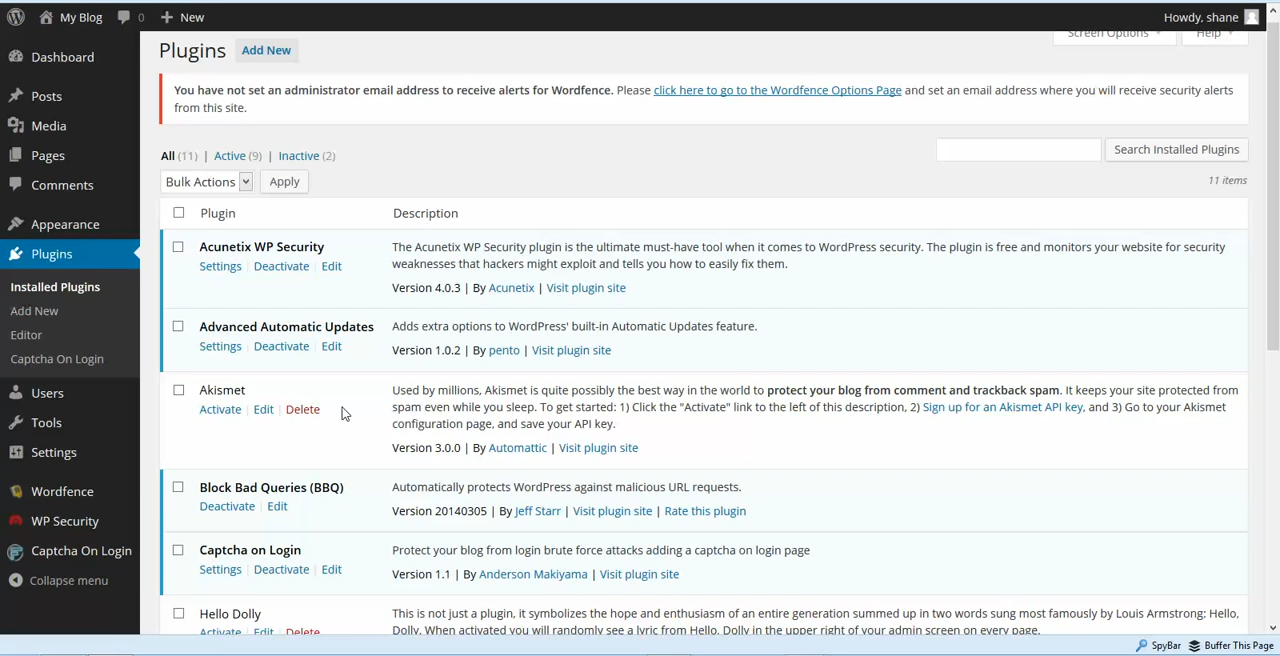 My Blog 0 New Howdy, shane
Screen Options Help
Plugins Add New
You have not set an administrator email address to receive alerts for Wordfence. Please click here to go to the Wordfence Options Page and set an email address where you will receive security alerts
from this site.
All (11) | Active (9) | Inactive (2)
Search Installed Plugins
Bulk Actions Apply
11 items
Plugin Description
Acunetix WP Security
Settings | Deactivate | Edit
The Acunetix WP Security plugin is the ultimate must-have tool when it comes to WordPress security. The plugin is free and monitors your website for security
weaknesses that hackers might exploit and tells you how to easily fix them.
Version 4.0.3 | By Acunetix | Visit plugin site
Advanced Automatic Updates
Settings | Deactivate | Edit
Adds extra options to WordPress' built-in Automatic Updates feature.
Version 1.0.2 | By pento | Visit plugin site
Akismet
Activate | Edit | Delete
Used by millions, Akismet is quite possibly the best way in the world to protect your blog from comment and trackback spam. It keeps your site protected from
spam even while you sleep. To get started: 1) Click the "Activate" link to the left of this description, 2) Sign up for an Akismet API key, and 3) Go to your Akismet
configuration page, and save your API key.
Version 3.0.0 | By Automattic | Visit plugin site
Block Bad Queries (BBQ)
Deactivate | Edit
Automatically protects WordPress against malicious URL requests.
Version 20140305 | By Jeff Starr | Visit plugin site | Rate this plugin
Captcha on Login
Settings | Deactivate | Edit
Protect your blog from login brute force attacks adding a captcha on login page
Version 1.1 | By Anderson Makiyama | Visit plugin site
Hello Dolly
Activate | Edit | Delete
This is not just a plugin, it symbolizes the hope and enthusiasm of an entire generation summed up in two words sung most famously by Louis Armstrong: Hello,
Dolly. When activated you will randomly see a lyric from Hello, Dolly in the upper right of your admin screen on every page.
Dashboard
Posts
Media
Pages
Comments
Appearance
Plugins
Installed Plugins
Add New
Editor
Captcha On Login
Users
Tools
Settings
Wordfence
WP Security
Captcha On Login
Collapse menu
SpyBar Buffer This Page